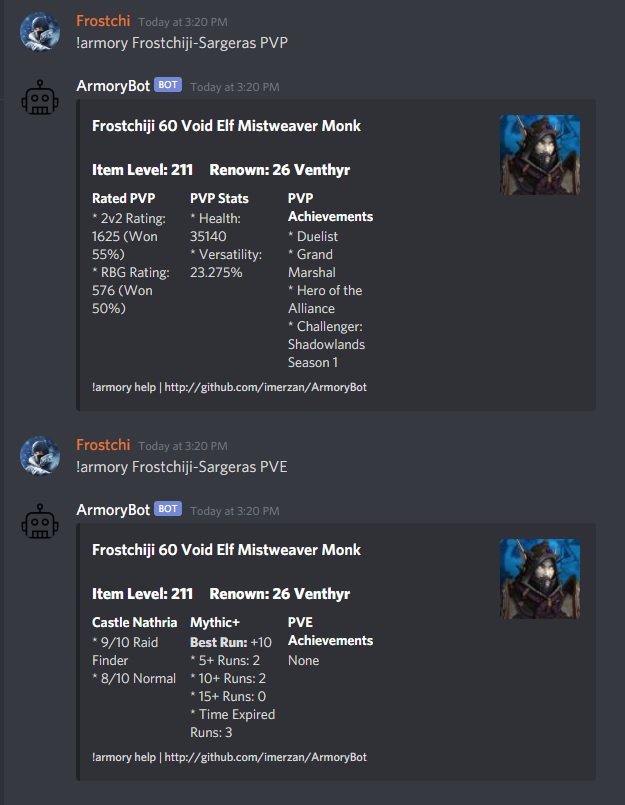 Frostchi Today at 3:20 PM
!armory Frostchiji-Sargeras PVP
ArmoryBot BOT Today at 3:20 PM
Frostchiji 60 Void Elf Mistweaver Monk
Item Level: 211 Renown: 26 Venthyr
Rated PVP
* 2v2 Rating:
1625 (Won
55%)
* RBG Rating:
576 (Won
50%)
PVP Stats
* Health:
35140
* Versatility:
23.275%
PVP
Achievements
* Duelist
* Grand
Marshal
* Hero of the
Alliance
* Challenger:
Shadowlands
Season 1
!armory help | http://github.com/imerzan/ArmoryBot
Frostchi Today at 3:20 PM
!armory Frostchiji-Sargeras PVE
ArmoryBot BOT Today at 3:20 PM
Frostchiji 60 Void Elf Mistweaver Monk
Item Level: 211 Renown: 26 Venthyr
Castle Nathria
* 9/10 Raid
Finder
* 8/10 Normal
Mythic+
Best Run: +10
* 5+ Runs: 2
* 10+ Runs: 2
* 15+ Runs: 0
* Time Expired
Runs: 3
PVE
Achievements
None
!armory help | http://github.com/imerzan/ArmoryBot